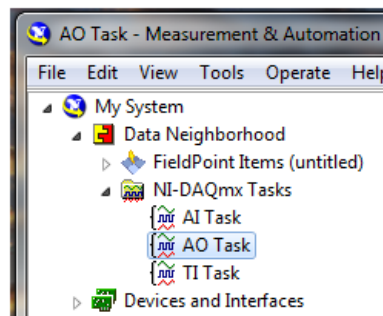 AO Task - Measurement & Automation
File Edit View Tools Operate Help
My System
Data Neighborhood
FieldPoint Items (untitled)
NI-DAQmx Tasks
AI Task
AO Task
TI Task
Devices and Interfaces